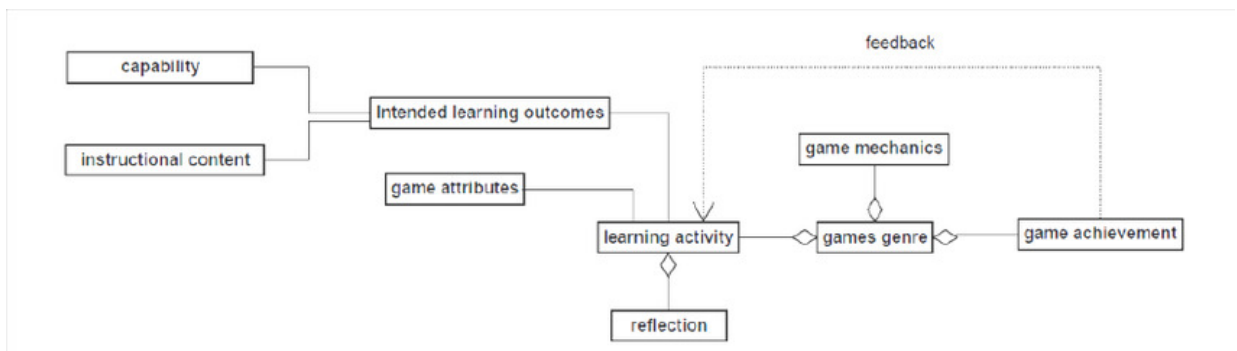 feedback
capability
Intended learning outcomes
instructional content
game mechanics
game attributes
learning activity
games genre
game achievement
reflection